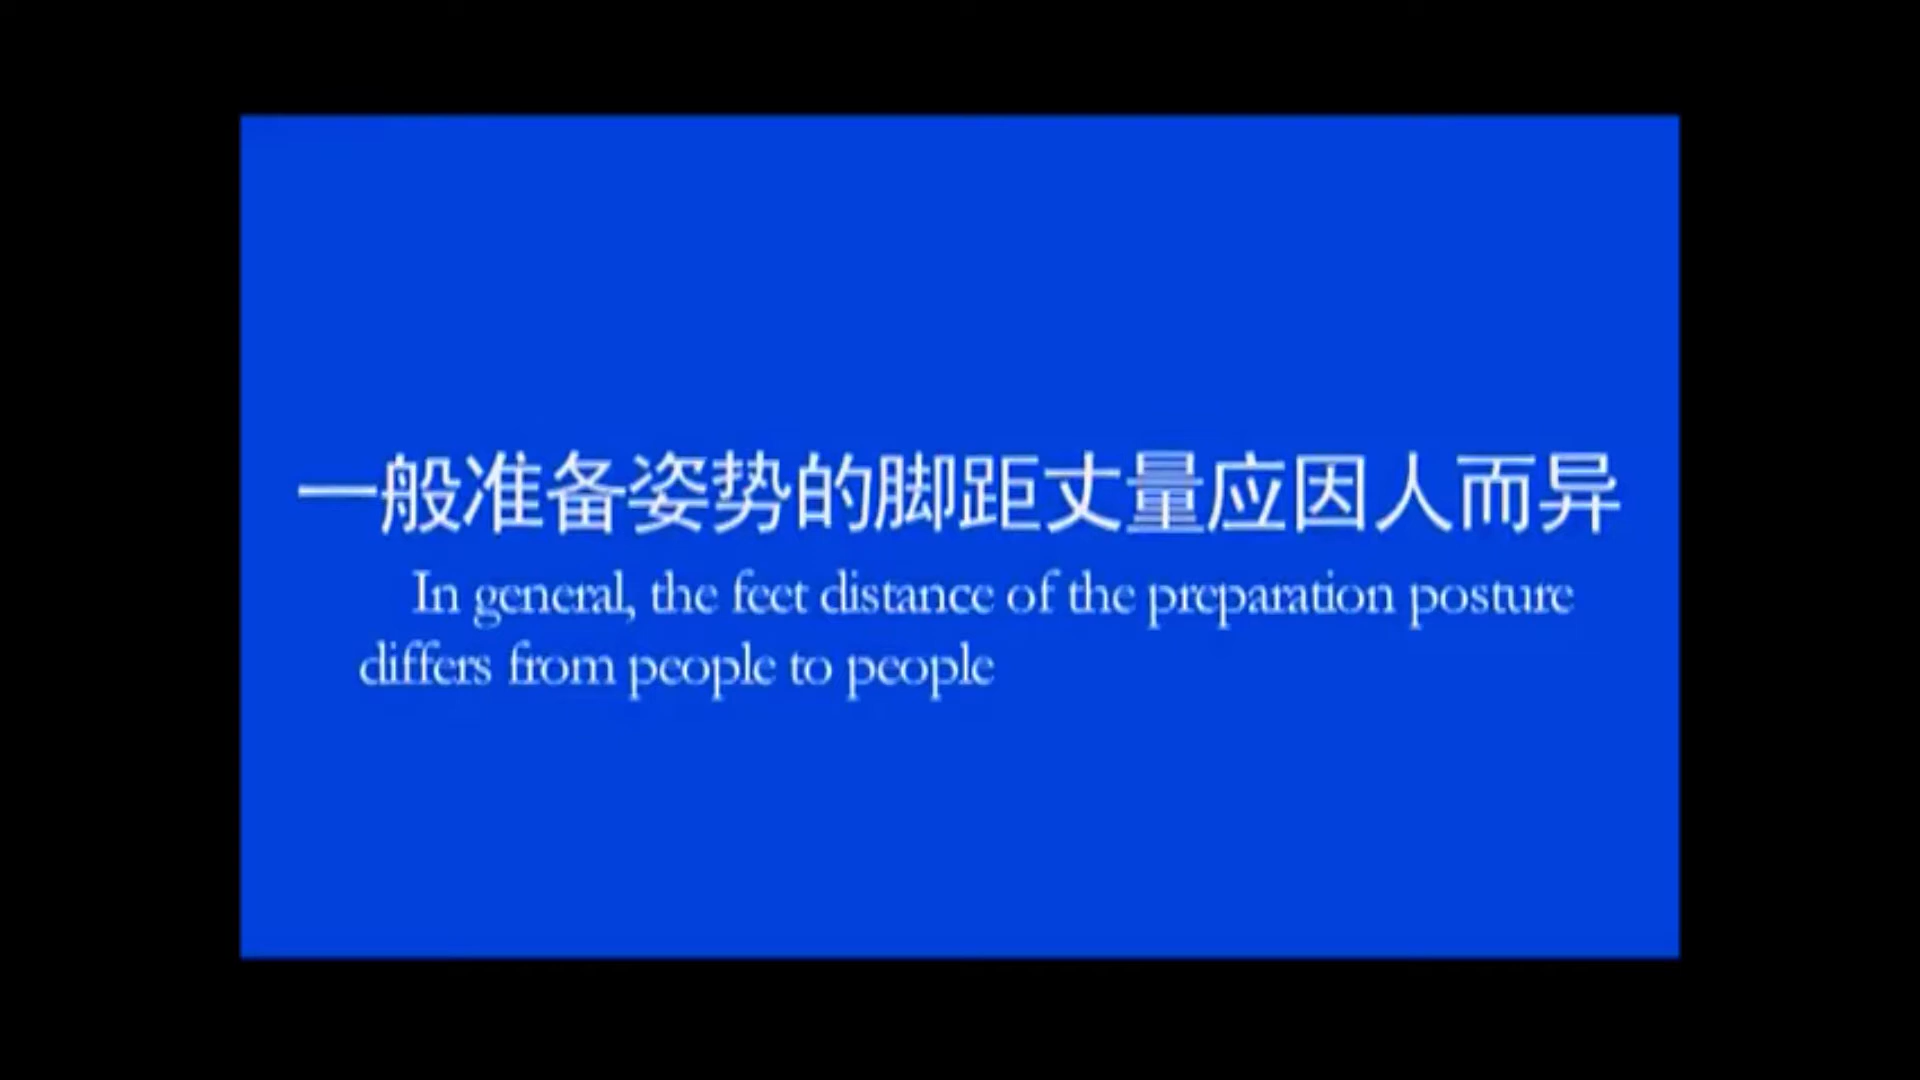 一般准备姿势的脚距丈量应因人而异
In general, the feet distance of the preparation posture
differs from people to people